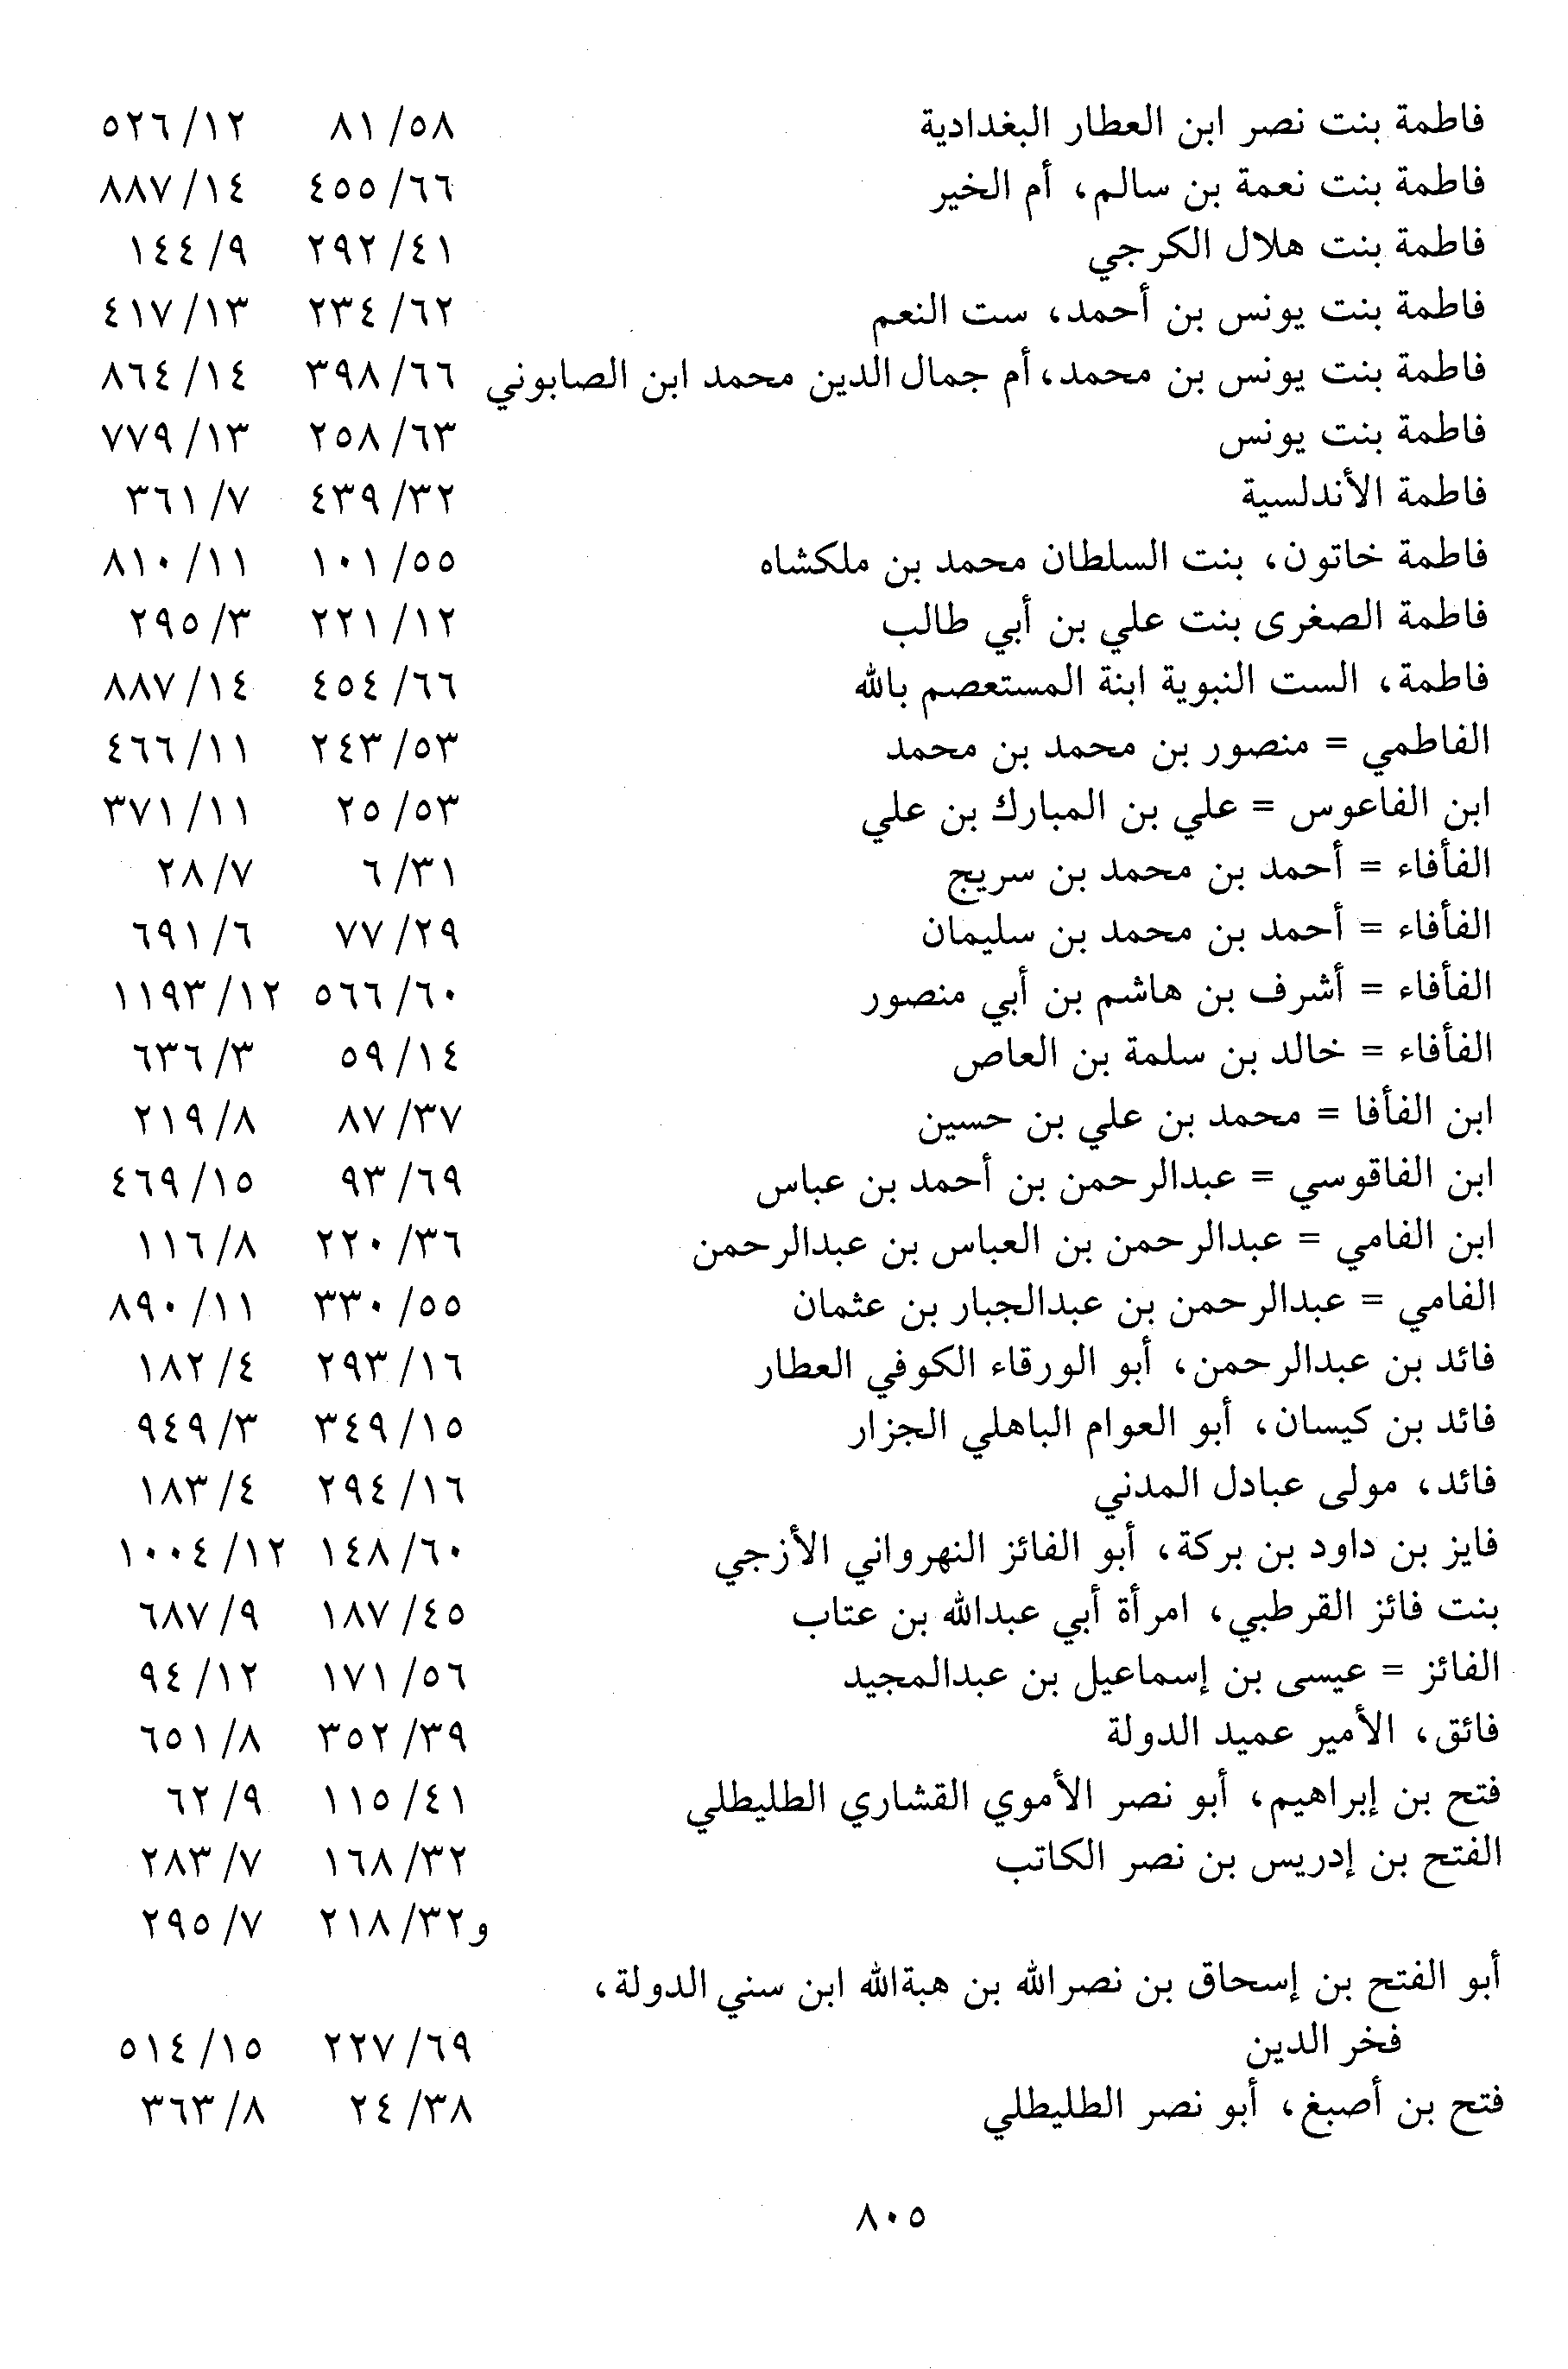 فاطمة بنت نصر ابن العطار البغدادية ٥٨/ ٨١ ١٢/ ٥٢٦
فاطمة بنت نعمة بن سالم، أم الخير ٦٦/ ٤٥٥ ١٤/ ٨٨٧
فاطمة بنت هلال الكرجي ٤١/ ٢٩٢ ٩/ ١٤٤
فاطمة بنت يونس بن أحمد، ست النعم ٦٢/ ٢٣٤ ١٣/ ٤١٧
فاطمة بنت يونس بن محمد، أم جمال الدين محمد ابن الصابوني ٦٦/ ٣٩٨ ١٤/ ٨٦٤
فاطمة بنت يونس ٦٣/ ٢٥٨ ١٣/ ٧٧٩
فاطمة الأندلسية ٣٢/ ٤٣٩ ٧/ ٣٦١
فاطمة خاتون، بنت السلطان محمد بن ملكشاه ٥٥/ ١٠١ ١١/ ٨١٠
فاطمة الصغرى بنت علي بن أبي طالب ١٢/ ٢٢١ ٣/ ٢٩٥
فاطمة، الست النبوية ابنة المستعصم بالله ٦٦/ ٤٥٤ ١٤/ ٨٨٧
الفاطمي = منصور بن محمد بن محمد ٥٣/ ٢٤٣ ١١/ ٤٦٦
ابن الفاعوس = علي بن المبارك بن علي ٥٣/ ٢٥ ١١/ ٣٧١
الفأفاء = أحمد بن محمد بن سريج ٣١/ ٦ ٧/ ٢٨
الفأفاء = أحمد بن محمد بن سليمان ٢٩/ ٧٧ ٦/ ٦٩١
الفأفاء = أشرف بن هاشم بن أبي منصور ٦٠/ ٥٦٦ ١٢/ ١١٩٣
الفأفاء = خالد بن سلمة بن العاص ١٤/ ٥٩ ٣/ ٦٣٦
ابن الفأفا = محمد بن علي بن حسين ٣٧/ ٨٧ ٨/ ٢١٩
ابن الفاقوسي = عبدالرحمن بن أحمد بن عباس ٦٩/ ٩٣ ١٥/ ٤٦٩
ابن الفامي = عبدالرحمن بن العباس بن عبدالرحمن ٣٦/ ٢٢٠ ٨/ ١١٦
الفامي = عبدالرحمن بن عبدالجبار بن عثمان ٥٥/ ٣٣٠ ١١/ ٨٩٠
فائد بن عبدالرحمن، أبو الورقاء الكوفي العطار ١٦/ ٢٩٣ ٤/ ١٨٢
فائد بن كيسان، أبو العوام الباهلي الجزار ١٥/ ٣٤٩ ٣/ ٩٤٩
فائد، مولى عبادل المدني ١٦/ ٢٩٤ ٤/ ١٨٣
فايز بن داود بن بركة، أبو الفائز النهرواني الأزجي ٦٠/ ١٤٨ ١٢/ ١٠٠٤
بنت فائز القرطبي، امرأة أبي عبدالله بن عتاب ٤٥/ ١٨٧ ٩/ ٦٨٧
الفائز = عيسى بن إسماعيل بن عبدالمجيد ٥٦/ ١٧١ ١٢/ ٩٤
فائق، الأمير عميد الدولة ٣٩/ ٣٥٢ ٨/ ٦٥١
فتح بن إبراهيم، أبو نصر الأموي القشاري الطليطلي ٤١/ ١١٥ ٩/ ٦٢
الفتح بن إدريس بن نصر الكاتب ٣٢/ ١٦٨ ٧/ ٢٨٣
و٣٢/ ٢١٨ ٧/ ٢٩٥
أبو الفتح بن إسحاق بن نصرالله بن هبةالله ابن سني الدولة،
فخر الدين ٦٩/ ٢٢٧ ١٥/ ٥١٤
فتح بن أصبغ، أبو نصر الطليطلي ٣٨/ ٢٤ ٨/ ٣٦٣
٨٠٥